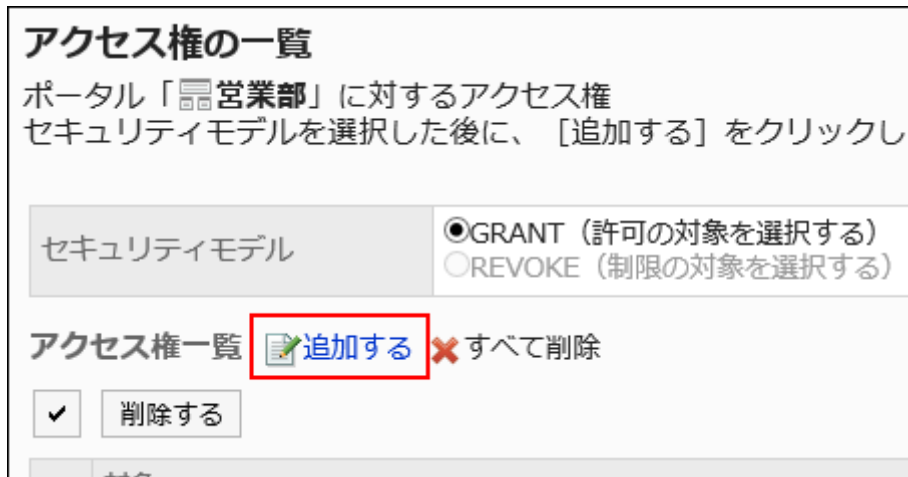 アクセス権の一覧
ポータル「営業部」に対するアクセス権
セキュリティモデルを選択した後に、［追加する］をクリックし
セキュリティモデル
GRANT（許可の対象を選択する）
REVOKE（制限の対象を選択する）
アクセス権一覧 追加する すべて削除
削除する